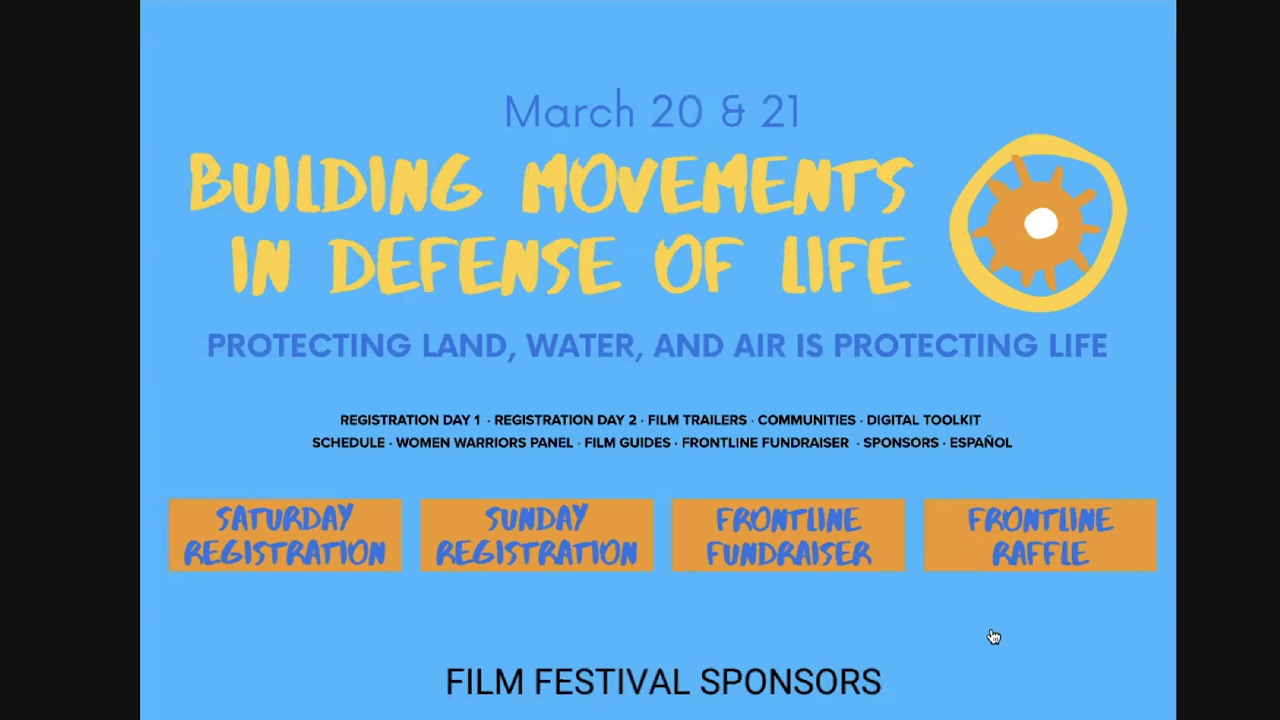 March 20 & 21
BUILDING MOVEMENTS
IN DEFENSE OF LIFE
PROTECTING LAND, WATER, AND AIR IS PROTECTING LIFE
REGISTRATION DAY 1 · REGISTRATION DAY 2 · FILM TRAILERS · COMMUNITIES · DIGITAL TOOLKIT
SCHEDULE · WOMEN WARRIORS PANEL · FILM GUIDES · FRONTLINE FUNDRAISER · SPONSORS · ESPAÑOL
SATURDAY
REGISTRATION
SUNDAY
REGISTRATION
FRONTLINE
FUNDRAISER
FRONTLINE
RAFFLE
FILM FESTIVAL SPONSORS